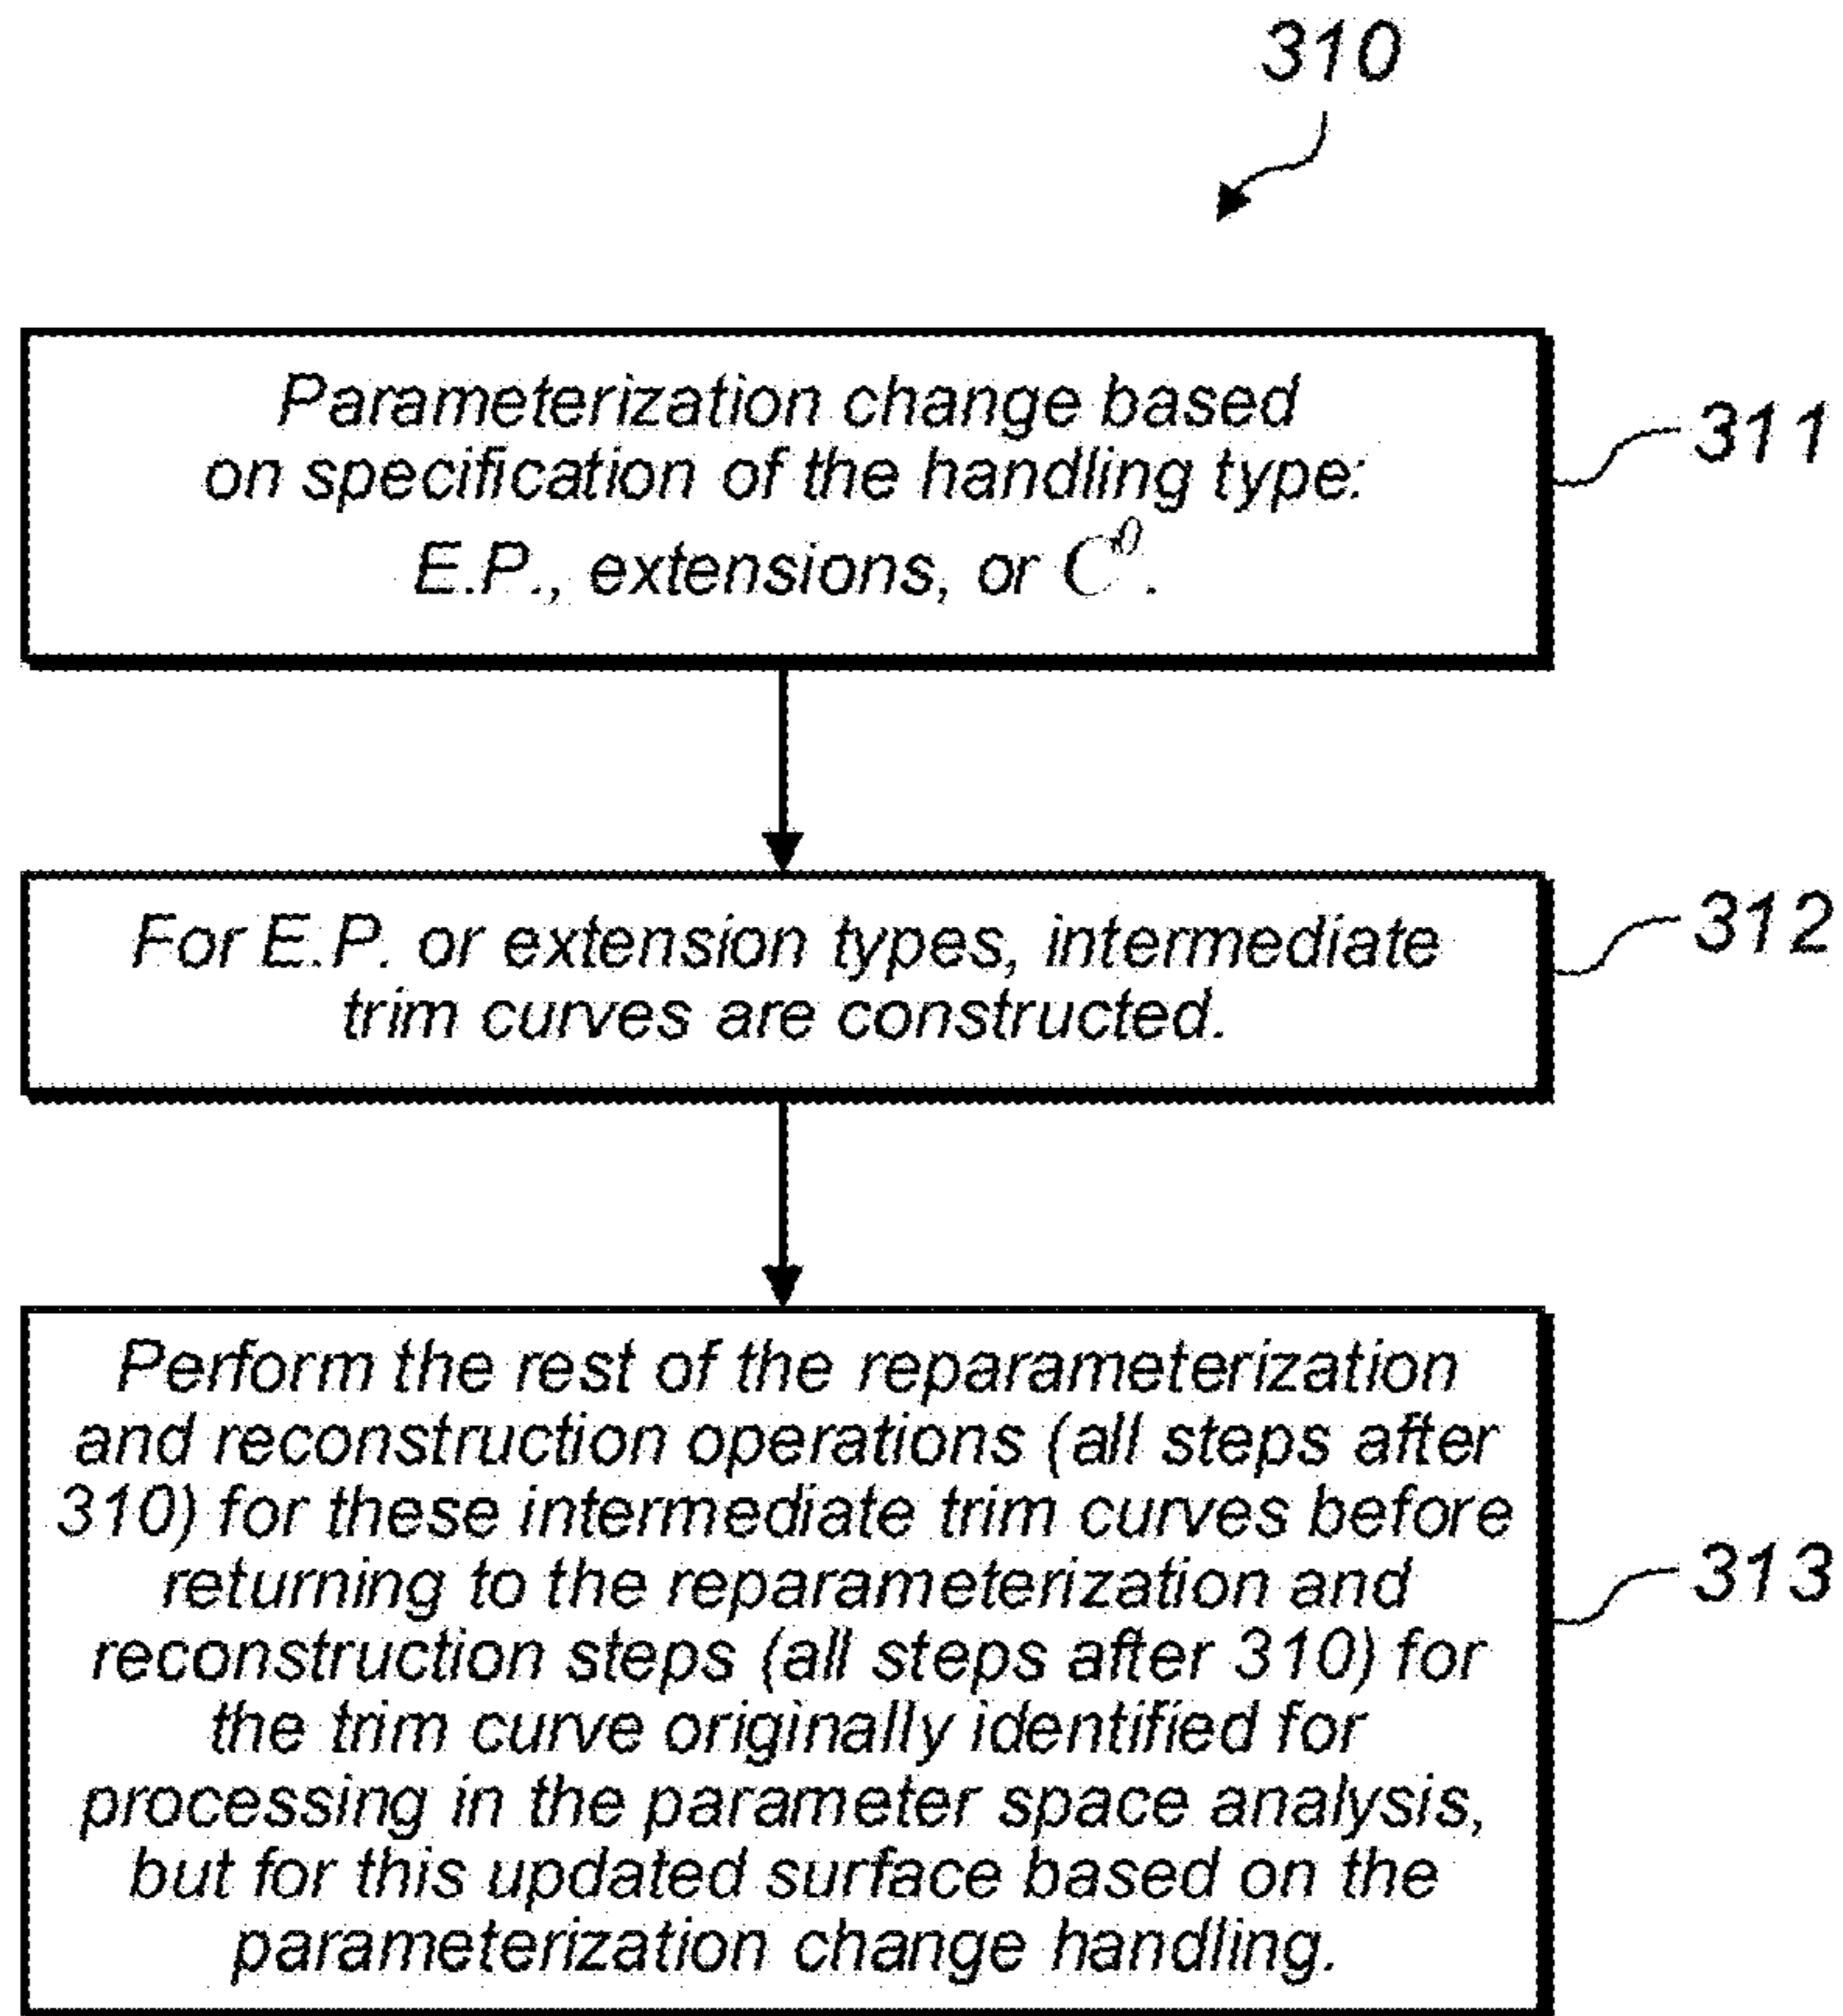 310
Parameterization change based
on specification of the handling type:
E.P., extensions, or C⁰.
311
For E.P. or extension types, intermediate
trim curves are constructed.
312
Perform the rest of the reparameterization
and reconstruction operations (all steps after
310) for these intermediate trim curves before
returning to the reparameterization and
reconstruction steps (all steps after 310) for
the trim curve originally identified for
processing in the parameter space analysis,
but for this updated surface based on the
parameterization change handling.
313